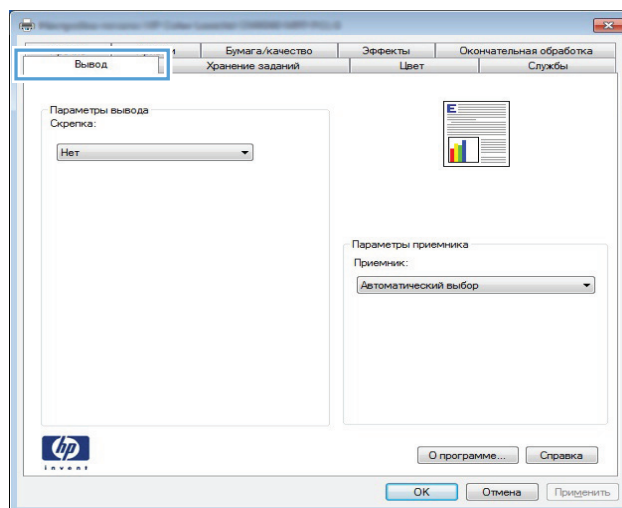 Бумага/качество Эффекты Окончательная обработка
Вывод Хранение заданий Цвет Службы
Параметры вывода
Скрепка:
Нет
E
Параметры приемника
Приемник:
Автоматический выбор
hp
invent
О программе... Справка
OK Отмена Применить